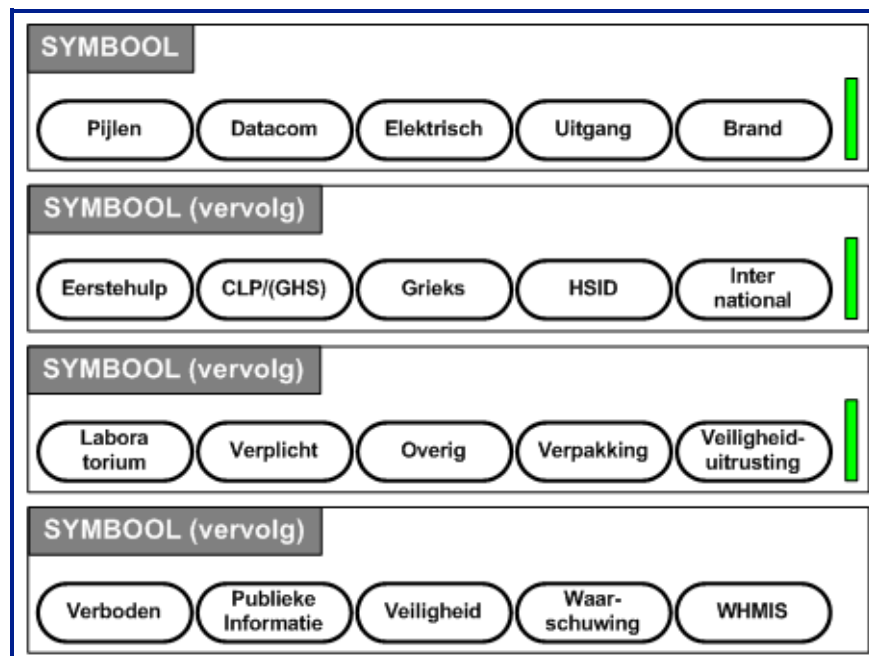 SYMBOOL
Pijlen Datacom Elektrisch Uitgang Brand
SYMBOOL (vervolg)
Eerstehulp CLP/(GHS) Grieks HSID Inter
national
SYMBOOL (vervolg)
Labora
torium Verplicht Overig Verpakking Veiligheid-
uitrusting
SYMBOOL (vervolg)
Verboden Publieke
Informatie Veiligheid Waar-
schuwing WHMIS